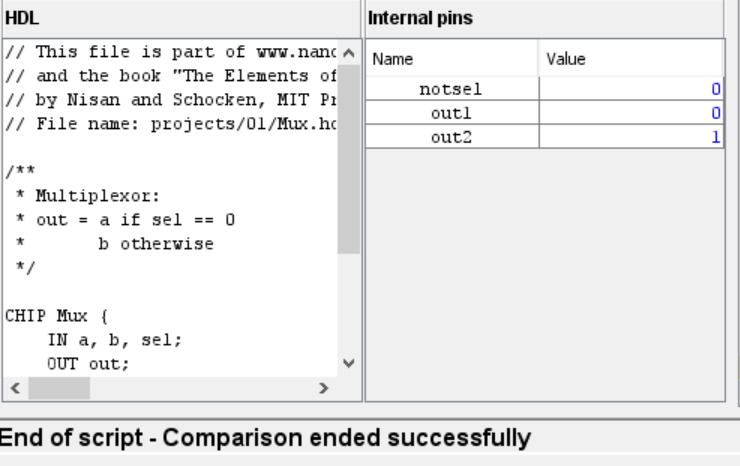 HDL
// This file is part of www.nanc
// and the book "The Elements of
// by Nisan and Schocken, MIT Pr
// File name: projects/01/Mux.hd
/**
* Multiplexor:
* out = a if sel == 0
* b otherwise
*/
CHIP Mux {
IN a, b, sel;
OUT out;
Internal pins
Name Value
notsel 0
out1 0
out2 1
End of script - Comparison ended successfully